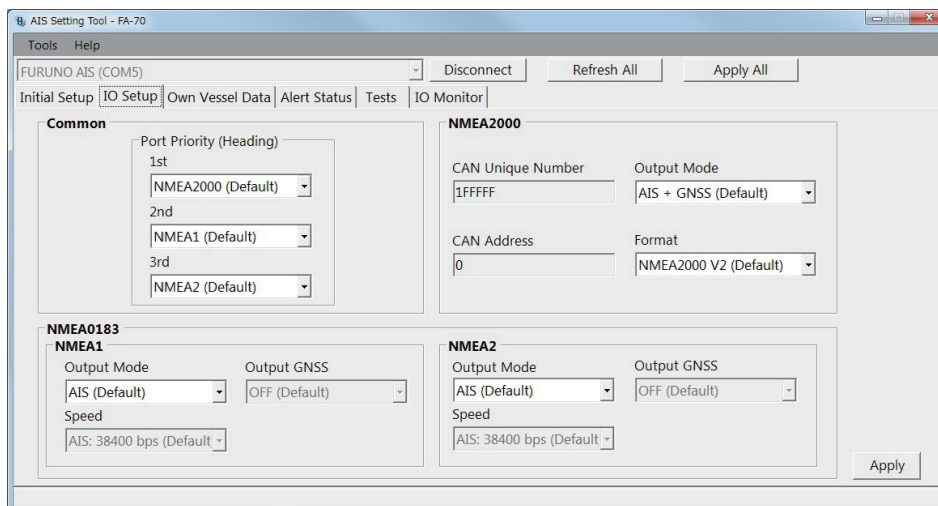 AIS Setting Tool - FA-70
Tools Help
FURUNO AIS (COM5) Disconnect Refresh All Apply All
Initial Setup IO Setup Own Vessel Data Alert Status Tests IO Monitor
Common
Port Priority (Heading)
1st
NMEA2000 (Default)
2nd
NMEA1 (Default)
3rd
NMEA2 (Default)
NMEA2000
CAN Unique Number Output Mode
1FFFFF AIS + GNSS (Default)
CAN Address Format
0 NMEA2000 V2 (Default)
NMEA0183
NMEA1
Output Mode Output GNSS
AIS (Default) OFF (Default)
Speed
AIS: 38400 bps (Default
NMEA2
Output Mode Output GNSS
AIS (Default) OFF (Default)
Speed
AIS: 38400 bps (Default
Apply